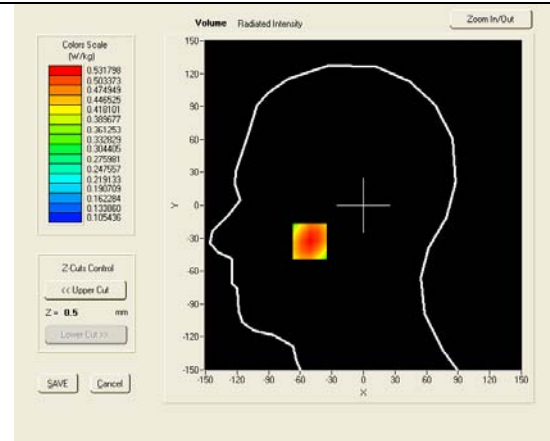 Volume Radiated Intensity
Zoom In/Out
Colors Scale
(W/kg)
0.531798
0.503373
0.474949
0.446525
0.418101
0.389677
0.361253
0.332829
0.304405
0.275981
0.247557
0.219133
0.190709
0.162284
0.133860
0.105436
Z Cuts Control
<< Upper Cut
Z = 0.5 mm
Lower Cut >>
SAVE Cancel
150
120
90
60
30
0
-30
-60
-90
-120
-150
Y
-150 -120 -90 -60 -30 0 30 60 90 120 150
X